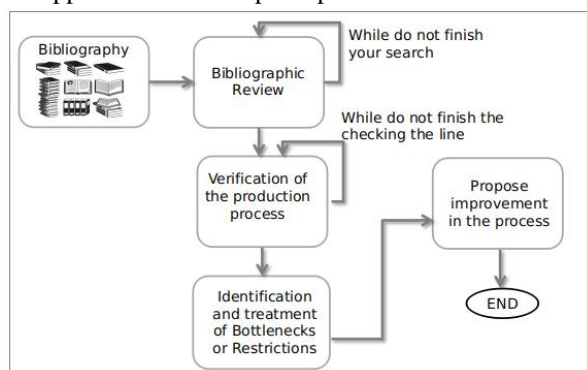 Bibliography
Bibliographic
Review
While do not finish
your search
While do not finish the
checking the line
Verification of
the production
process
Propose
improvement
in the process
Identification
and treatment
of Bottlenecks
or Restrictions
END